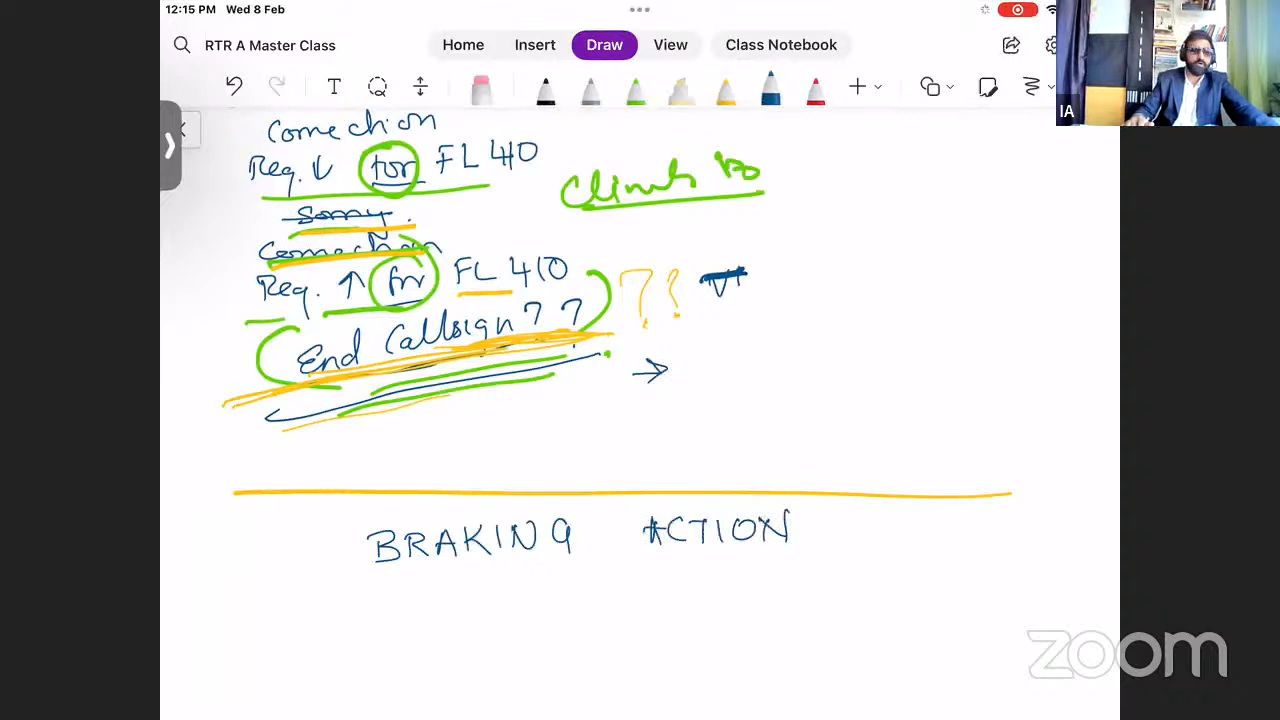 12:15 PM Wed 8 Feb
RTR A Master Class
Home Insert Draw View Class Notebook
IA
Correction
Req. ↓ for FL 410
Climb to
Sorry.
Correction
Req. ↑ for FL 410 ??
End Callsign ? ?
→
BRAKING ACTION
zoom